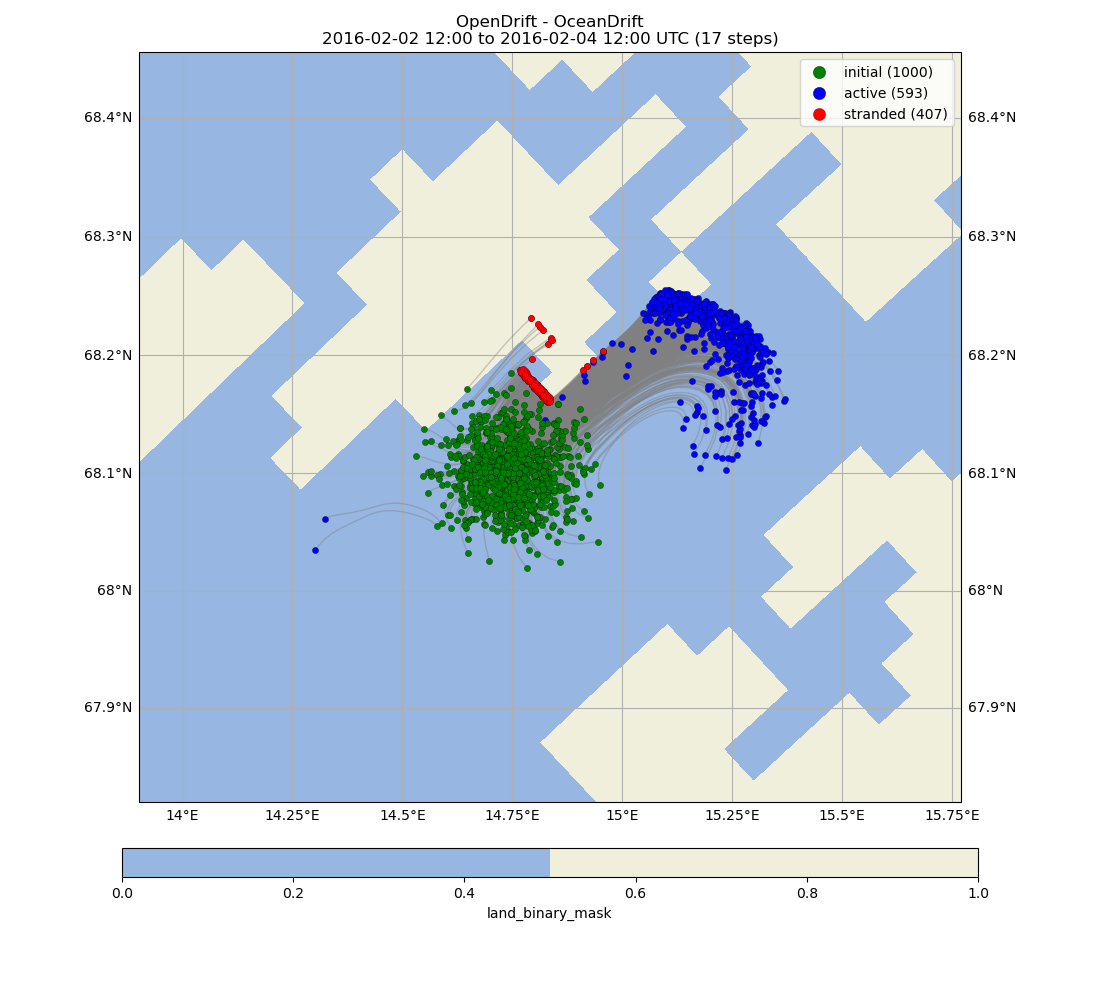 OpenDrift - OceanDrift
2016-02-02 12:00 to 2016-02-04 12:00 UTC (17 steps)
initial (1000)
active (593)
stranded (407)
68.4°N 68.4°N
68.3°N 68.3°N
68.2°N 68.2°N
68.1°N 68.1°N
68°N 68°N
67.9°N 67.9°N
14°E 14.25°E 14.5°E 14.75°E 15°E 15.25°E 15.5°E 15.75°E
0.0 0.2 0.4 0.6 0.8 1.0
land_binary_mask